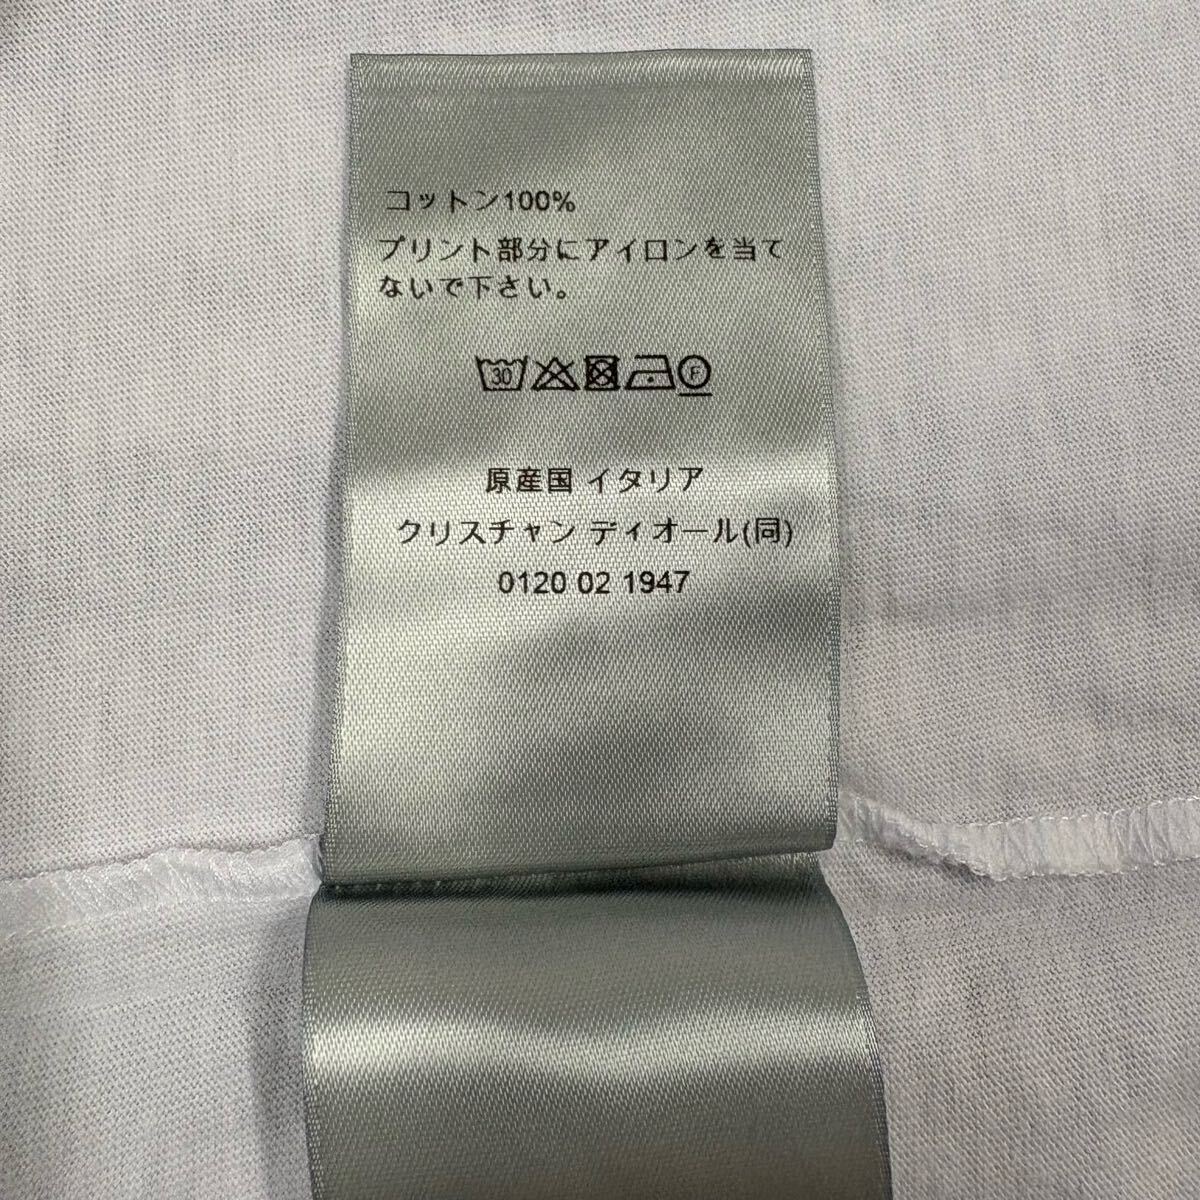 コットン100%
プリント部分にアイロンを当て
ないで下さい。
30 F
原産国 イタリア
クリスチャン ディオール(同)
0120 02 1947